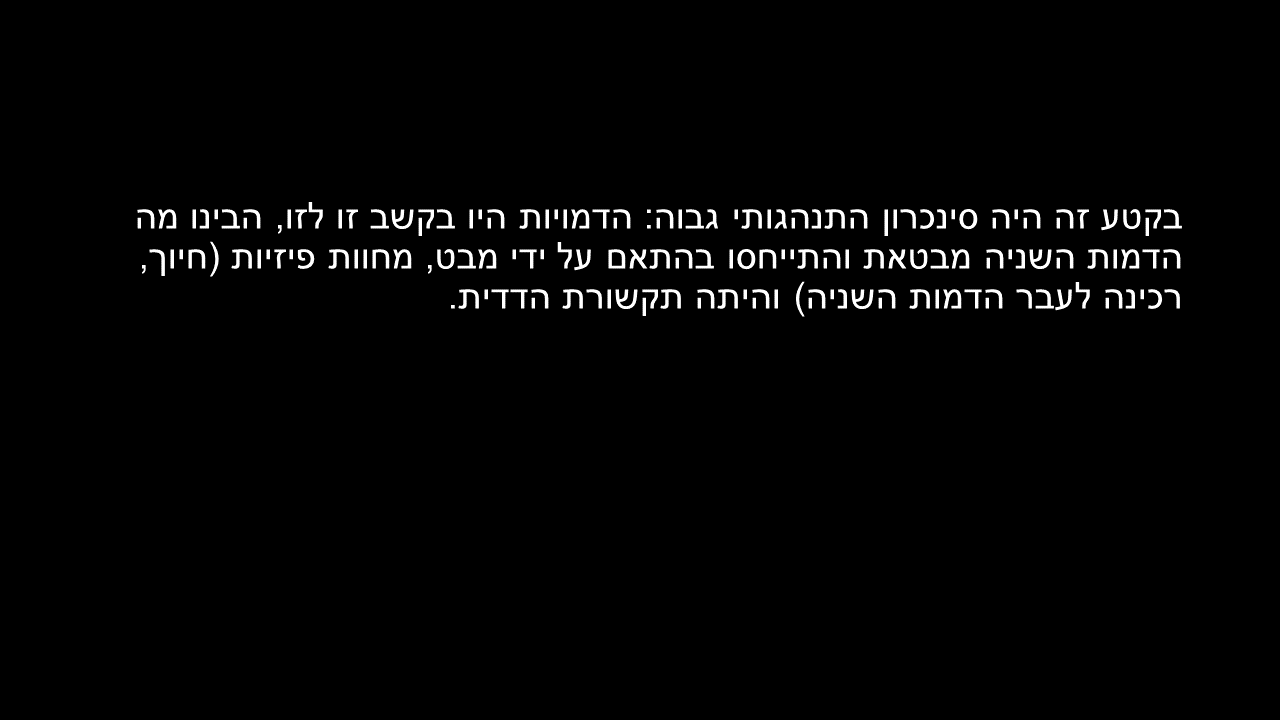 בקטע זה היה סינכרון התנהגותי גבוה: הדמויות היו בקשב זו לזו, הבינו מה
הדמות השניה מבטאת והתייחסו בהתאם על ידי מבט, מחוות פיזיות (חיוך,
רכינה לעבר הדמות השניה) והיתה תקשורת הדדית.